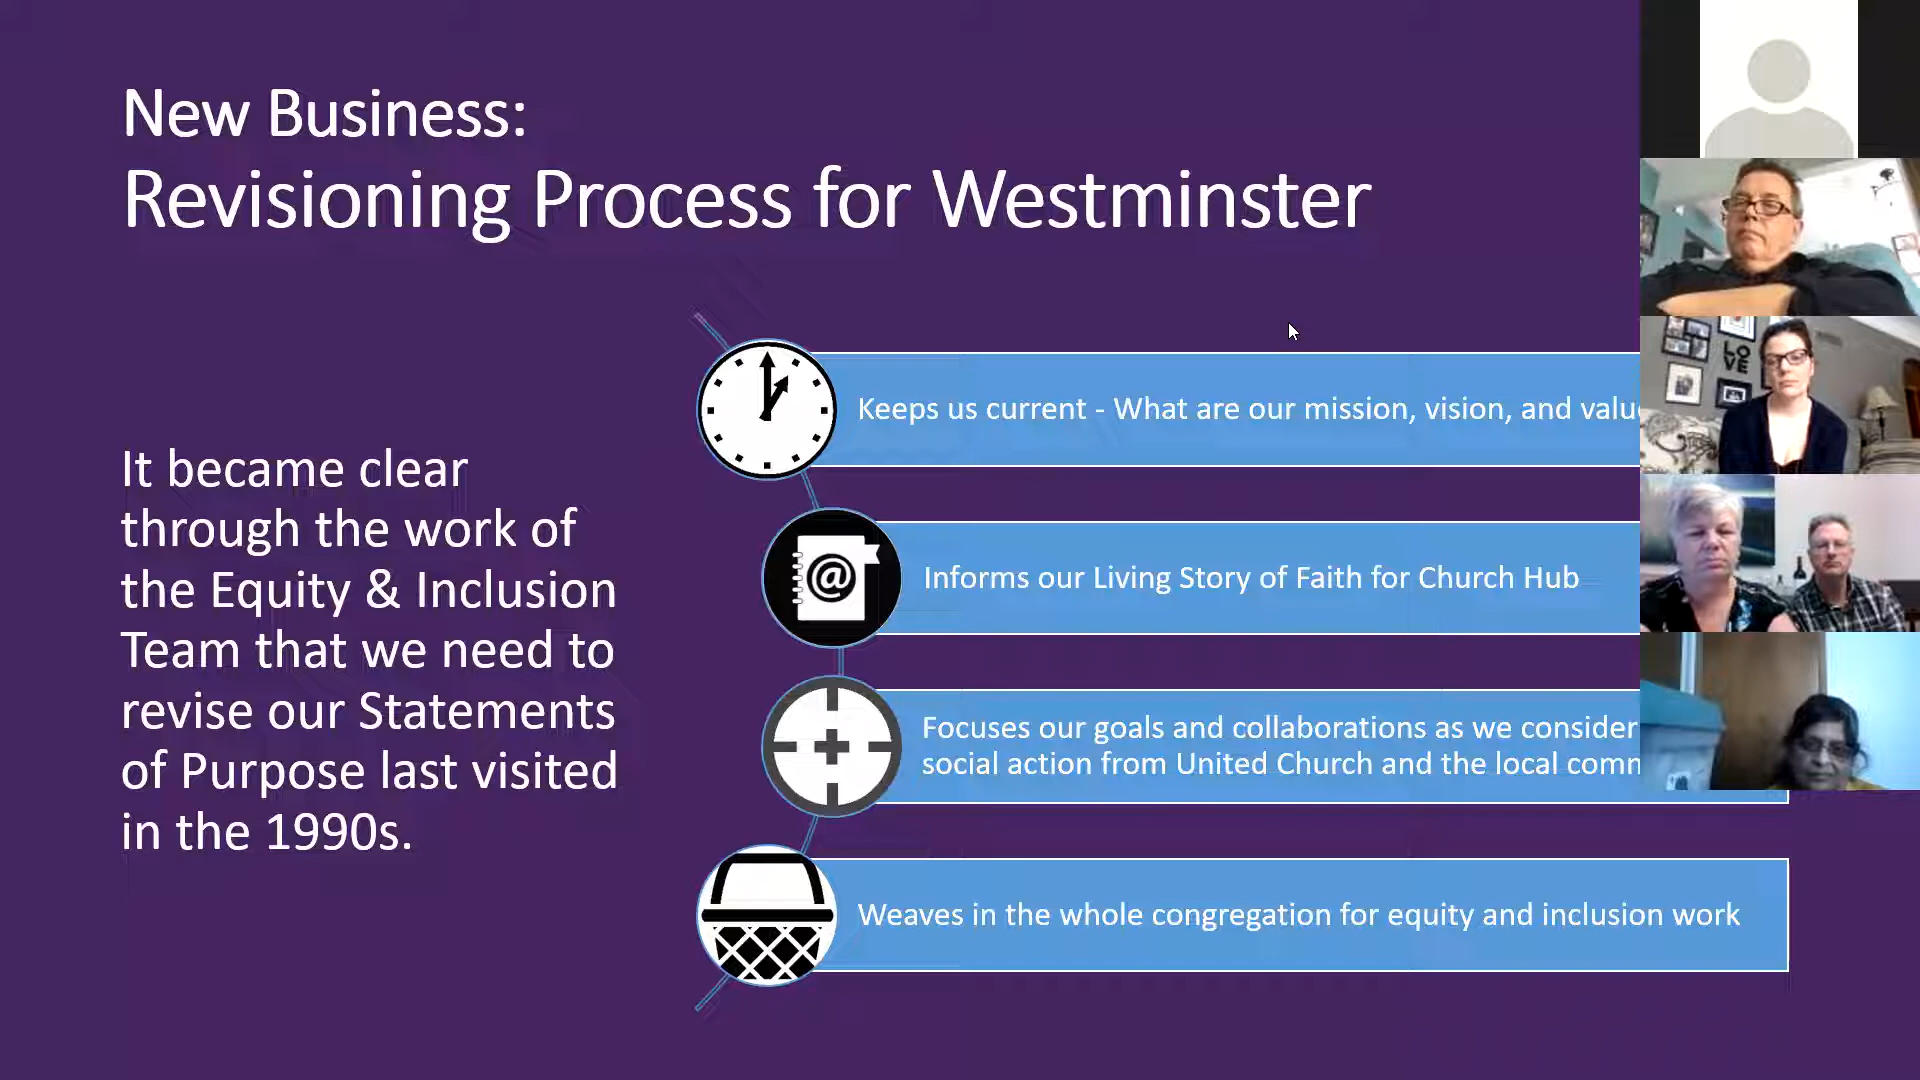 New Business:
Revisioning Process for Westminster
It became clear
through the work of
the Equity & Inclusion
Team that we need to
revise our Statements
of Purpose last visited
in the 1990s.
Keeps us current - What are our mission, vision, and
@
Informs our Living Story of Faith for Church Hub
Focuses our goals and collaborations as we consider
social action from United Church and the local
Weaves in the whole congregation for equity and inclusion work
LO
VE